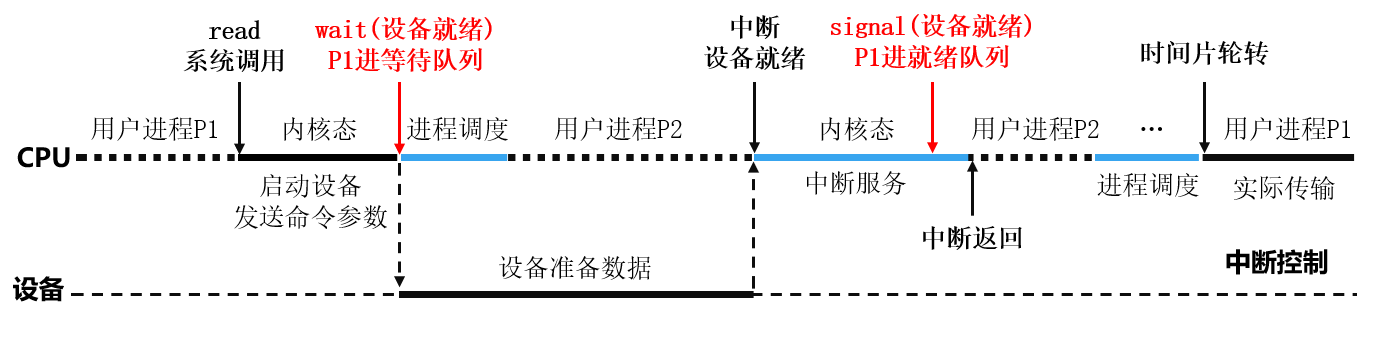 read
系统调用
wait(设备就绪)
P1进等待队列
中断
设备就绪
signal(设备就绪)
P1进就绪队列
时间片轮转
用户进程P1
内核态
进程调度
用户进程P2
内核态
用户进程P2
...
用户进程P1
CPU
启动设备
发送命令参数
中断服务
进程调度
实际传输
中断返回
设备准备数据
中断控制
设备